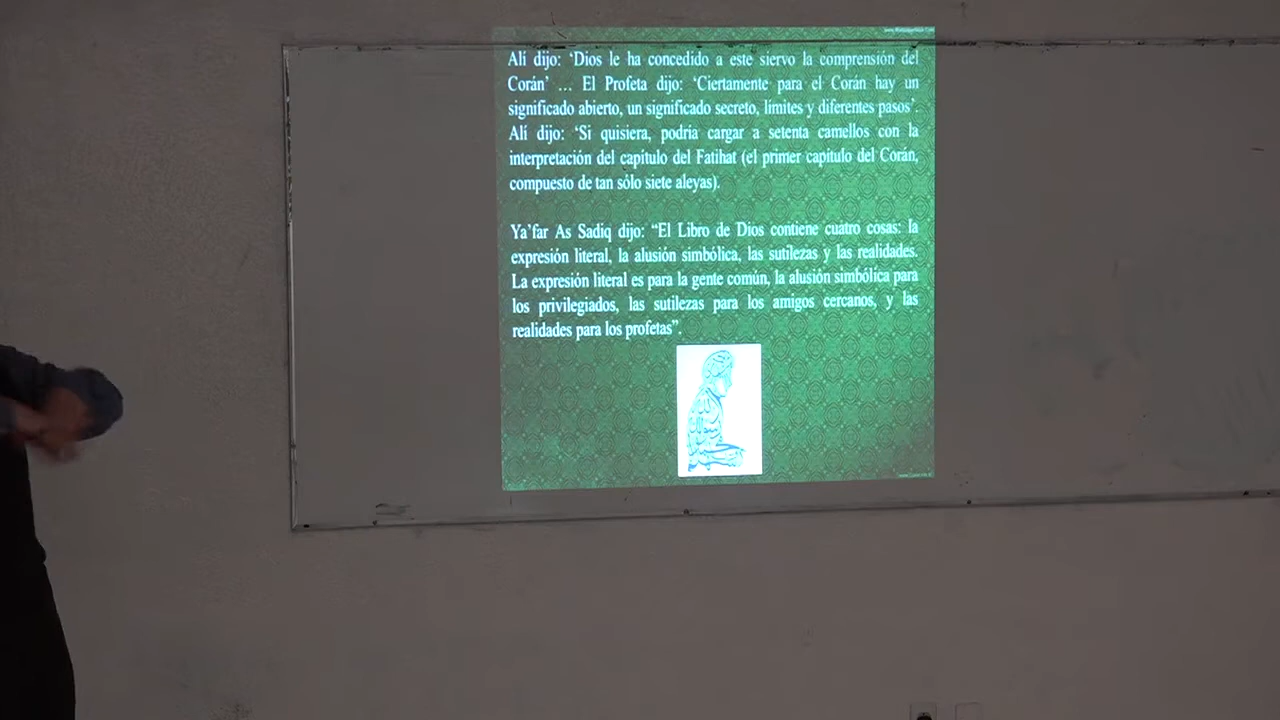 Alí dijo: ‘Dios le ha concedido a este siervo la comprensión del
Corán’ … El Profeta dijo: ‘Ciertamente para el Corán hay un
significado abierto, un significado secreto, límites y diferentes pasos’.
Alí dijo: ‘Si quisiera, podría cargar a setenta camellos con la
interpretación del capítulo del Fatihat (el primer capítulo del Corán,
compuesto de tan sólo siete aleyas).
Ya’far As Sadiq dijo: “El Libro de Dios contiene cuatro cosas: la
expresión literal, la alusión simbólica, las sutilezas y las realidades.
La expresión literal es para la gente común, la alusión simbólica para
los privilegiados, las sutilezas para los amigos cercanos, y las
realidades para los profetas”.